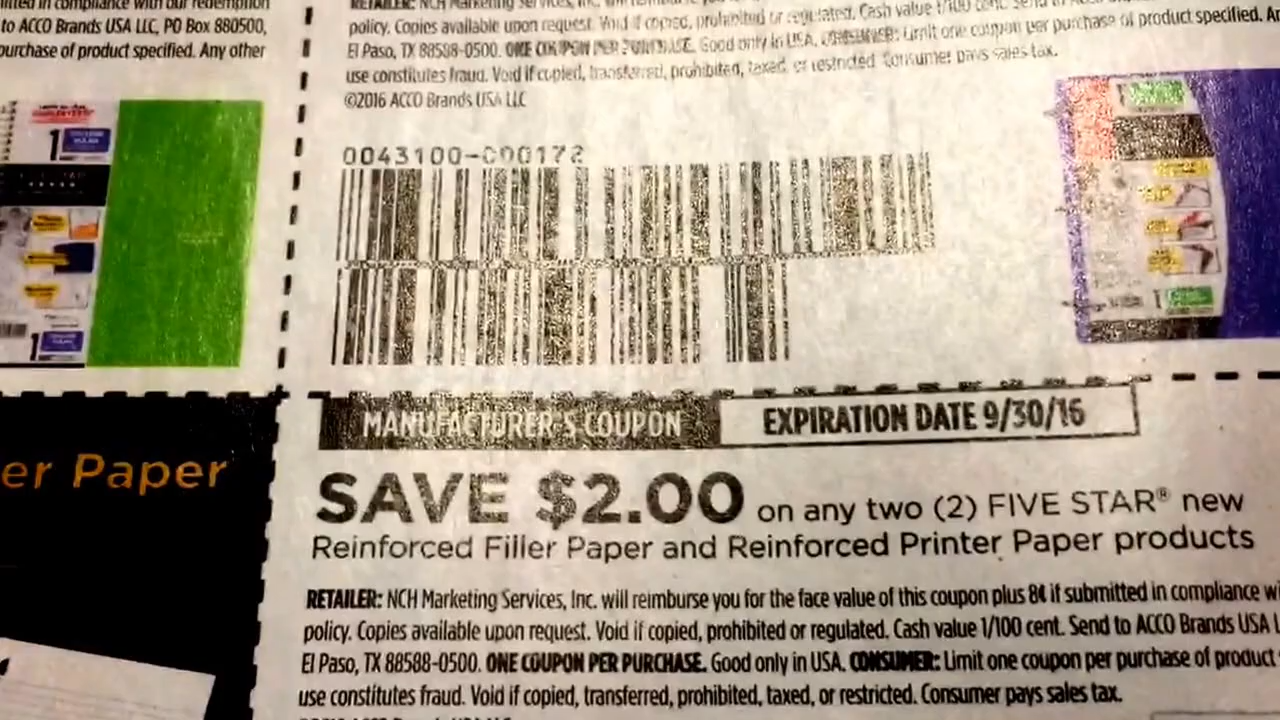 in compliance with our redemption
to ACCO Brands USA LLC, PO Box 880500,
purchase of product specified. Any other
RETAILER: NCH Marketing Services, Inc. will
policy. Copies available upon request. Void if copied, prohibited or regulated. Cash value 1/100 cent. Send to
El Paso, TX 88588-0500. ONE COUPON PER PURCHASE. Good only in USA. CONSUMER: Limit one coupon per purchase of product specified.
use constitutes fraud. Void if copied, transferred, prohibited, taxed, or restricted. Consumer pays sales tax.
©2016 ACCO Brands USA LLC
0043100-000172
MANUFACTURER'S COUPON EXPIRATION DATE 9/30/16
er Paper
SAVE $2.00 on any two (2) FIVE STAR® new
Reinforced Filler Paper and Reinforced Printer Paper products
RETAILER: NCH Marketing Services, Inc. will reimburse you for the face value of this coupon plus 8¢ if submitted in compliance
policy. Copies available upon request. Void if copied, prohibited or regulated. Cash value 1/100 cent. Send to ACCO Brands USA
El Paso, TX 88588-0500. ONE COUPON PER PURCHASE. Good only in USA. CONSUMER: Limit one coupon per purchase of product
use constitutes fraud. Void if copied, transferred, prohibited, taxed, or restricted. Consumer pays sales tax.